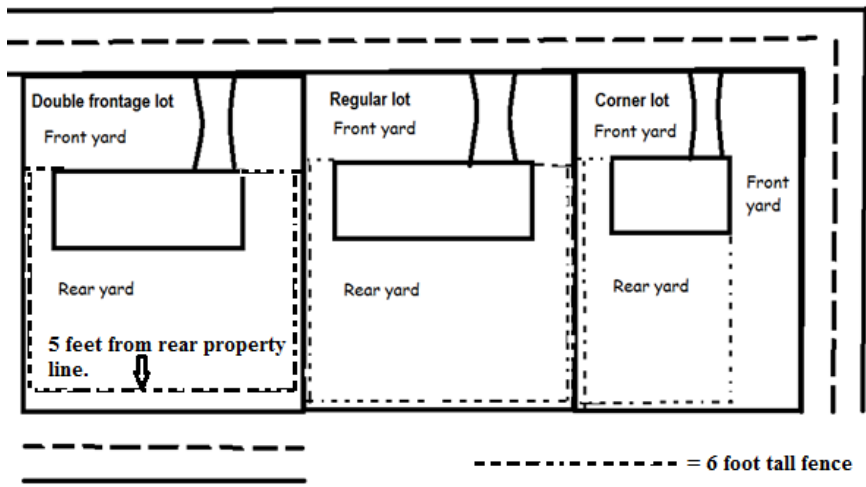 Double frontage lot
Front yard
Regular lot
Front yard
Corner lot
Front yard
Front
yard
Rear yard
Rear yard
Rear yard
5 feet from rear property
line.
= 6 foot tall fence